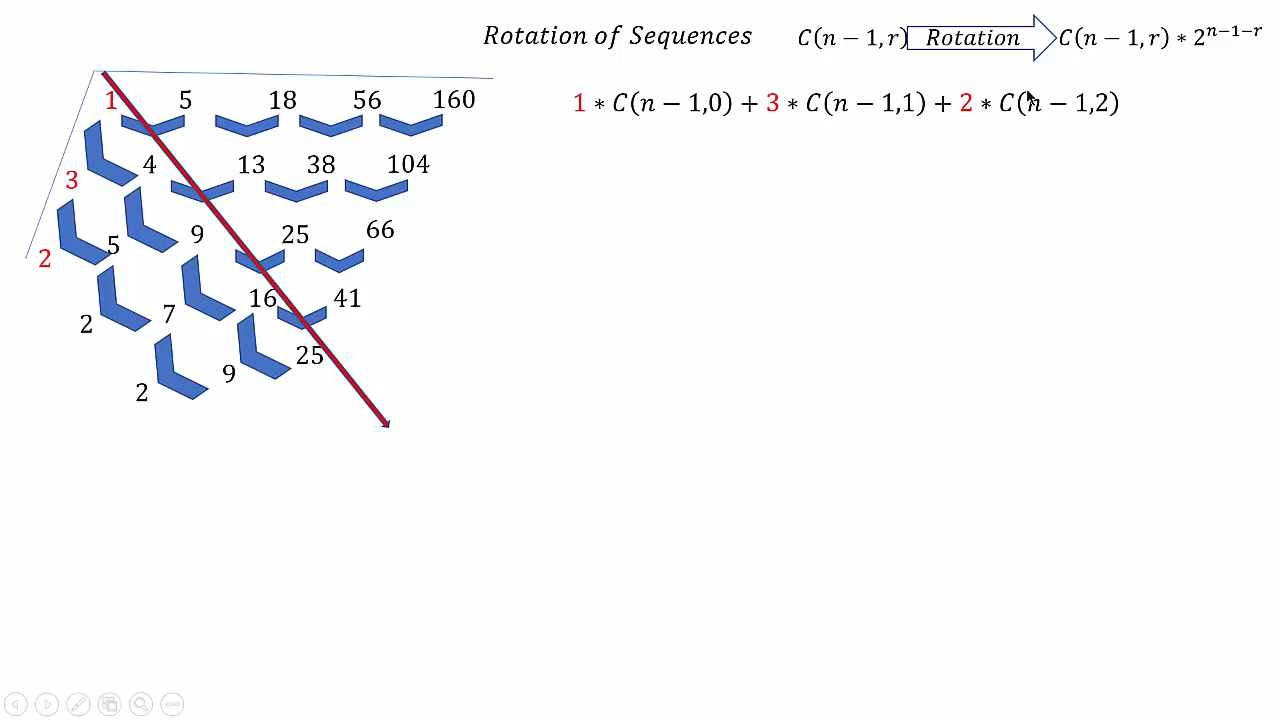 Rotation of Sequences C(n − 1, r) Rotation C(n − 1, r) ∗ 2^{n−1−r}
1 ∗ C(n − 1,0) + 3 ∗ C(n − 1,1) + 2 ∗ C(n − 1,2)
1 5 18 56 160
4 13 38 104
3
9 25 66
5
2
16 41
7
2
25
9
2